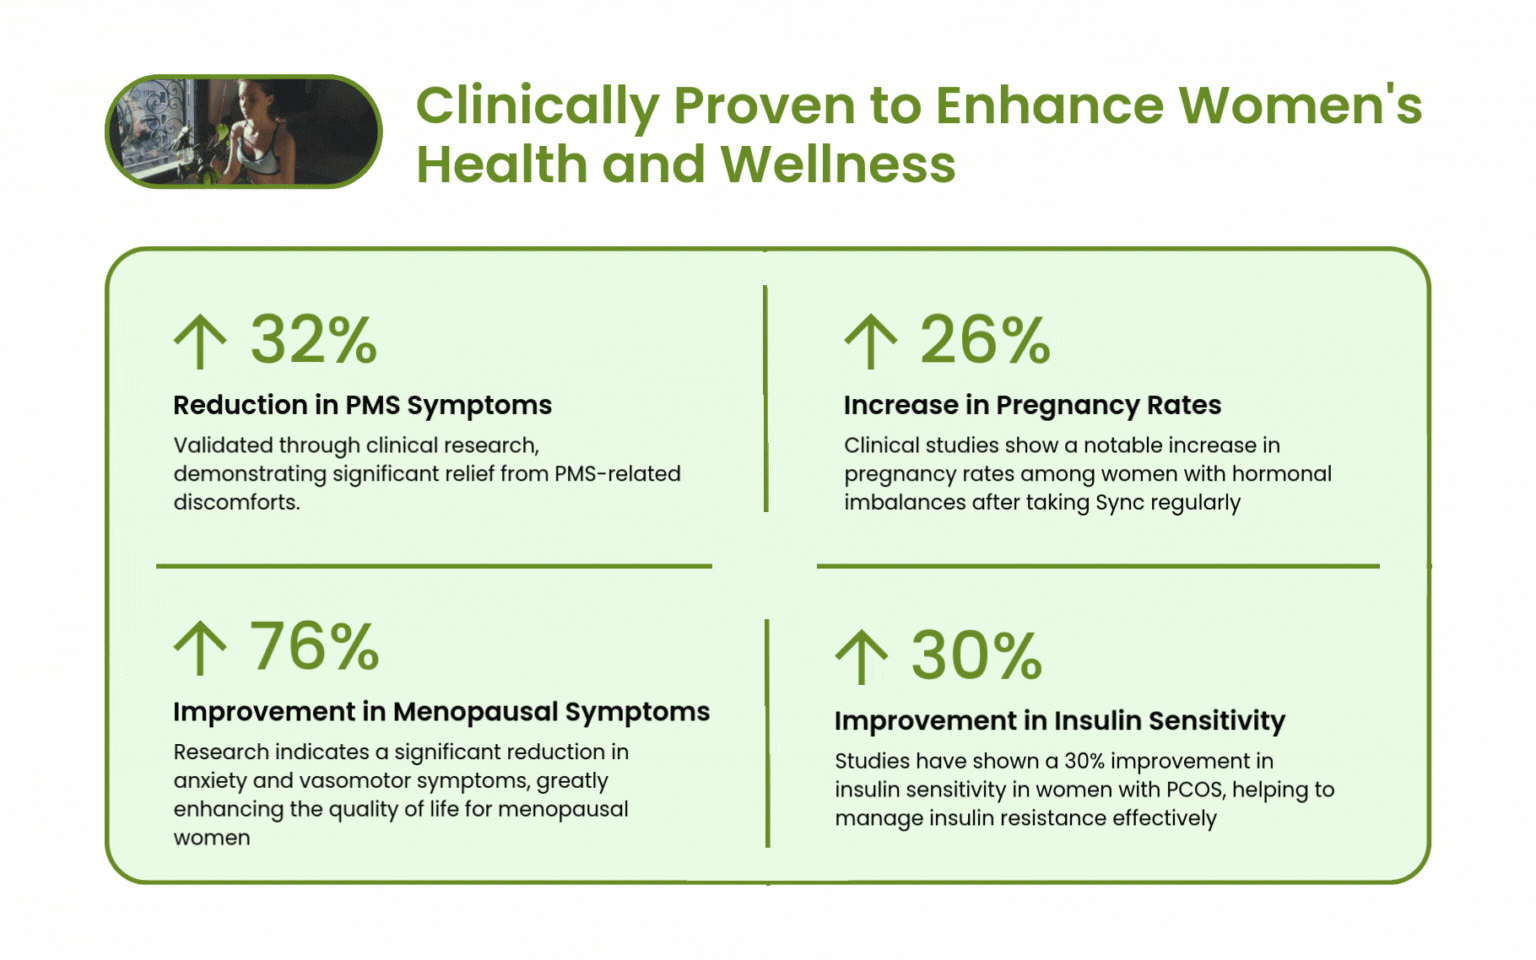 Clinically Proven to Enhance Women's
Health and Wellness
↑ 32%
Reduction in PMS Symptoms
Validated through clinical research,
demonstrating significant relief from PMS-related
discomforts.
↑ 26%
Increase in Pregnancy Rates
Clinical studies show a notable increase in
pregnancy rates among women with hormonal
imbalances after taking Sync regularly
↑ 76%
Improvement in Menopausal Symptoms
Research indicates a significant reduction in
anxiety and vasomotor symptoms, greatly
enhancing the quality of life for menopausal
women
↑ 30%
Improvement in Insulin Sensitivity
Studies have shown a 30% improvement in
insulin sensitivity in women with PCOS, helping to
manage insulin resistance effectively